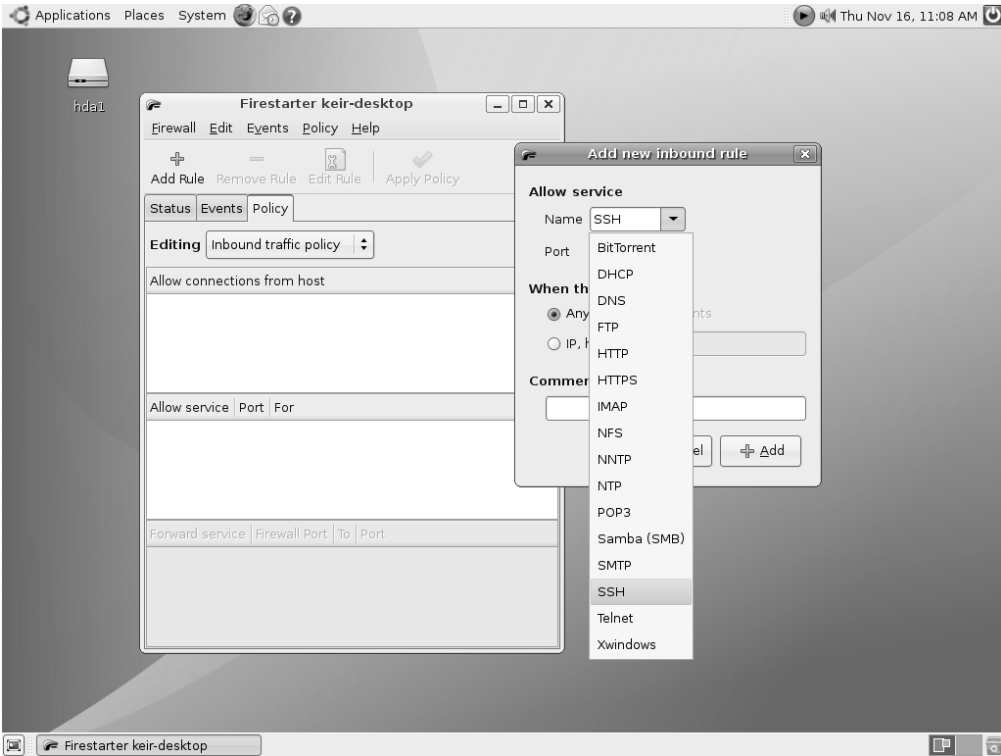 Applications Places System
Thu Nov 16, 11:08 AM
hda1
Firestarter keir-desktop
Firewall Edit Events Policy Help
Add Rule Remove Rule Edit Rule Apply Policy
Status Events Policy
Editing Inbound traffic policy
Allow connections from host
Allow service Port For
Forward service Firewall Port To Port
Add new inbound rule
Allow service
Name SSH
Port
BitTorrent
DHCP
DNS
FTP
HTTP
HTTPS
IMAP
NFS
NNTP
NTP
POP3
Samba (SMB)
SMTP
SSH
Telnet
Xwindows
When th
Any
nts
IP, h
Commen
el
Add
Firestarter keir-desktop